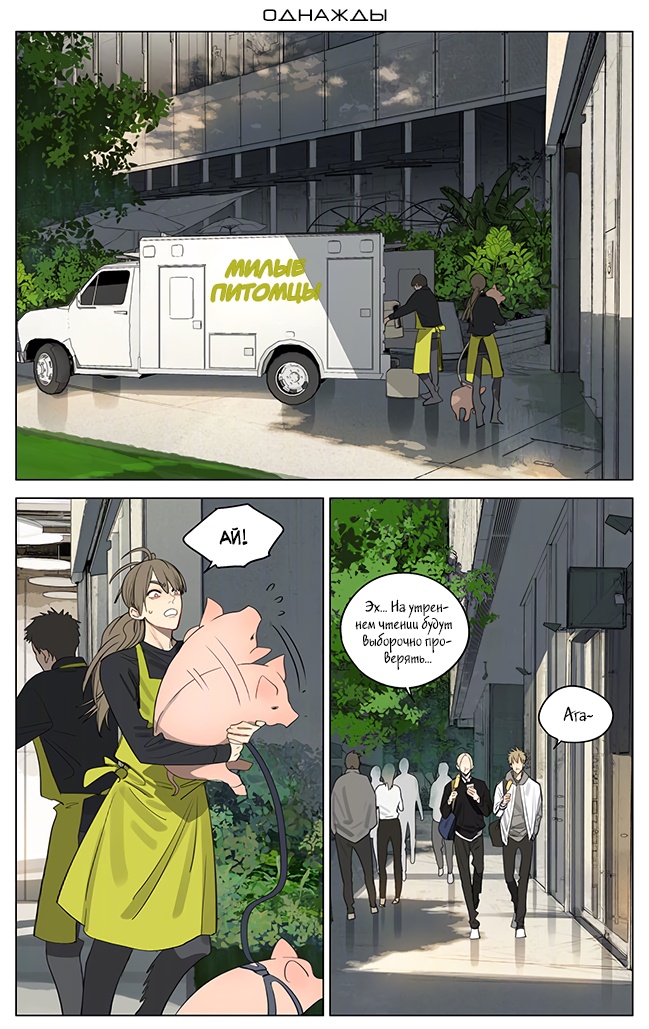 ОДНАЖДЫ
МИЛЫЕ
ПИТОМЦЫ
АЙ!
Эх... На утрен-
нем чтении будут
выборочно про-
верять...
Ага~